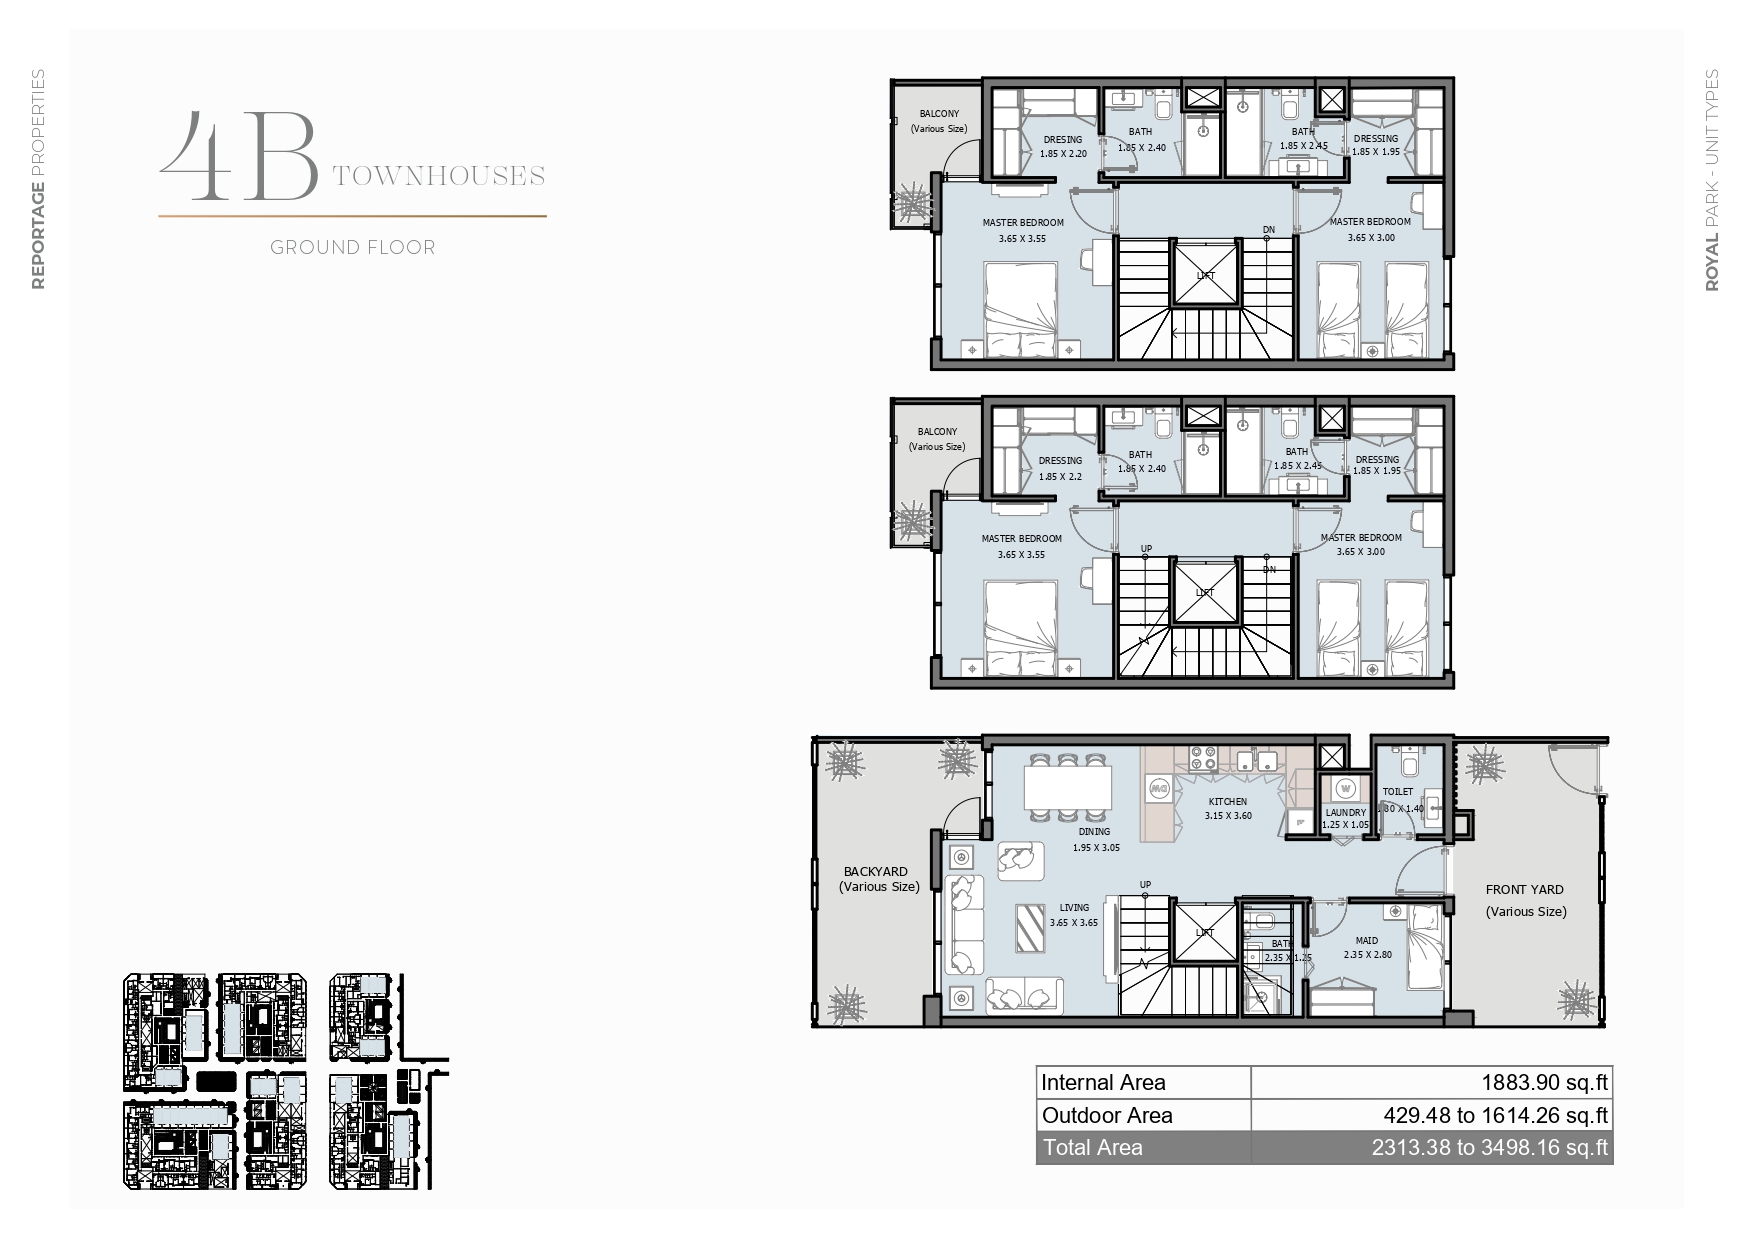 REPORTAGE PROPERTIES
ROYAL PARK - UNIT TYPES
4B TOWNHOUSES
GROUND FLOOR
BALCONY
(Various Size)
DRESING
1.85 X 2.20
BATH
1.85 X 2.40
BATH
1.85 X 2.45
DRESSING
1.85 X 1.95
MASTER BEDROOM
3.65 X 3.55
MASTER BEDROOM
3.65 X 3.00
DN
LIFT
BALCONY
(Various Size)
DRESSING
1.85 X 2.2
BATH
1.85 X 2.40
BATH
1.85 X 2.45
DRESSING
1.85 X 1.95
MASTER BEDROOM
3.65 X 3.55
MASTER BEDROOM
3.65 X 3.00
UP
DN
LIFT
BACKYARD
(Various Size)
DINING
1.95 X 3.05
DW
KITCHEN
3.15 X 3.60
F
W
LAUNDRY
1.25 X 1.05
TOILET
X 1.40
LIVING
3.65 X 3.65
UP
LIFT
BATH
2.35 X 1.25
MAID
2.35 X 2.80
FRONT YARD
(Various Size)
Internal Area 1883.90 sq.ft
Outdoor Area 429.48 to 1614.26 sq.ft
Total Area 2313.38 to 3498.16 sq.ft